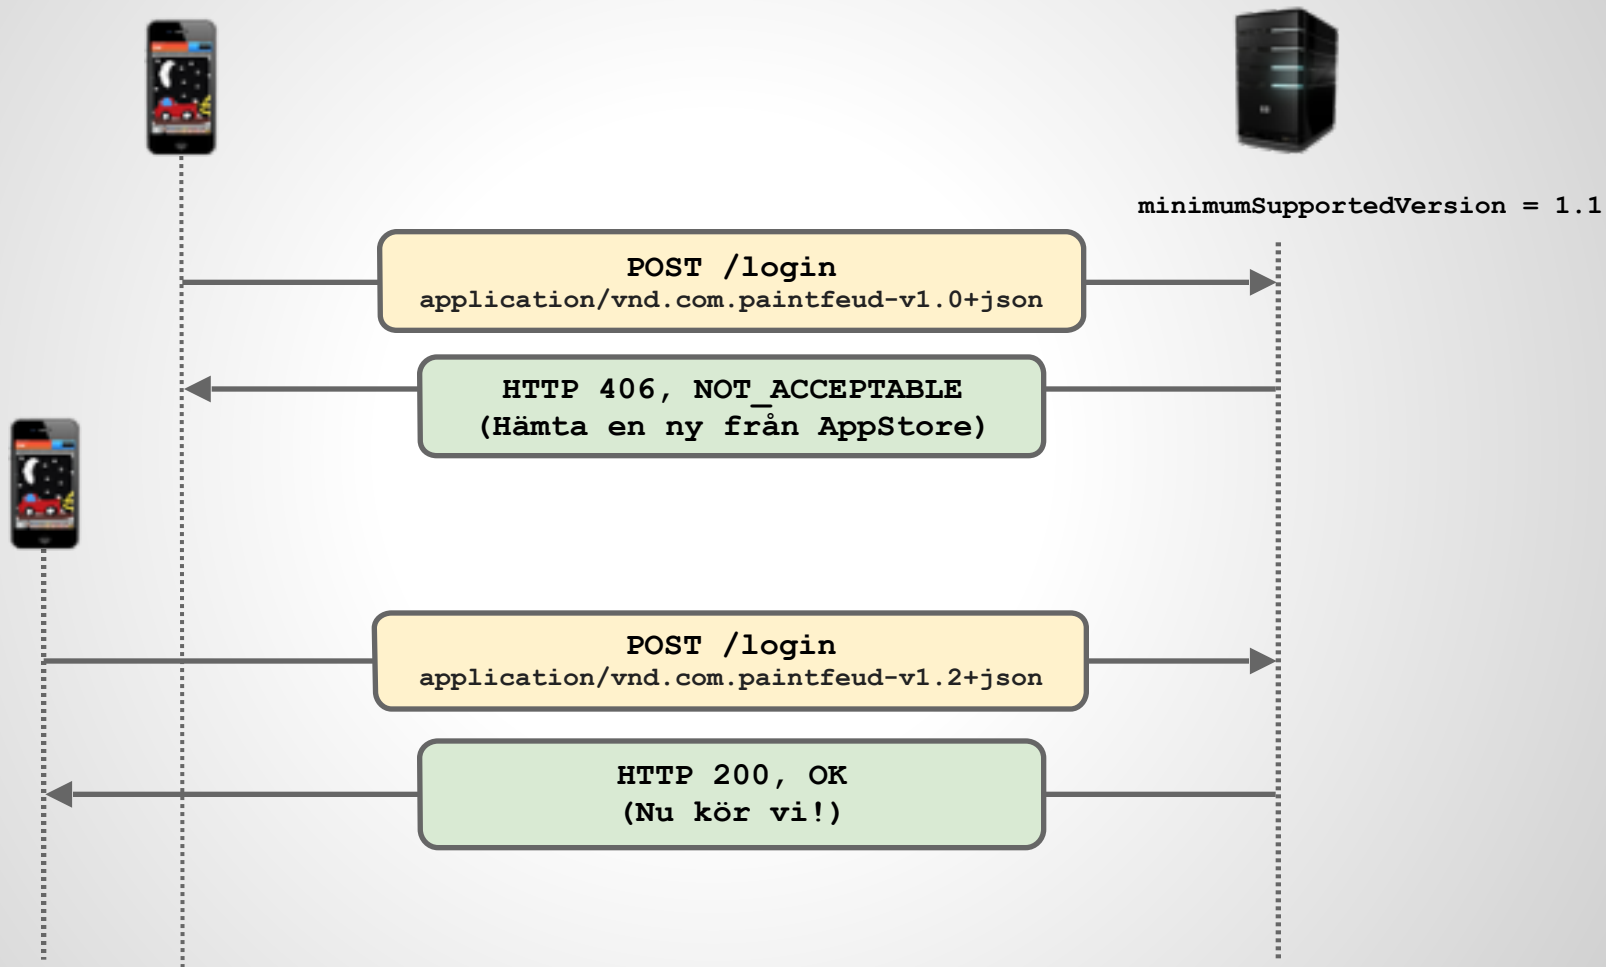 minimumSupportedVersion = 1.1
POST /login
application/vnd.com.paintfeud-v1.0+json
HTTP 406, NOT_ACCEPTABLE
(Hämta en ny från AppStore)
POST /login
application/vnd.com.paintfeud-v1.2+json
HTTP 200, OK
(Nu kör vi!)